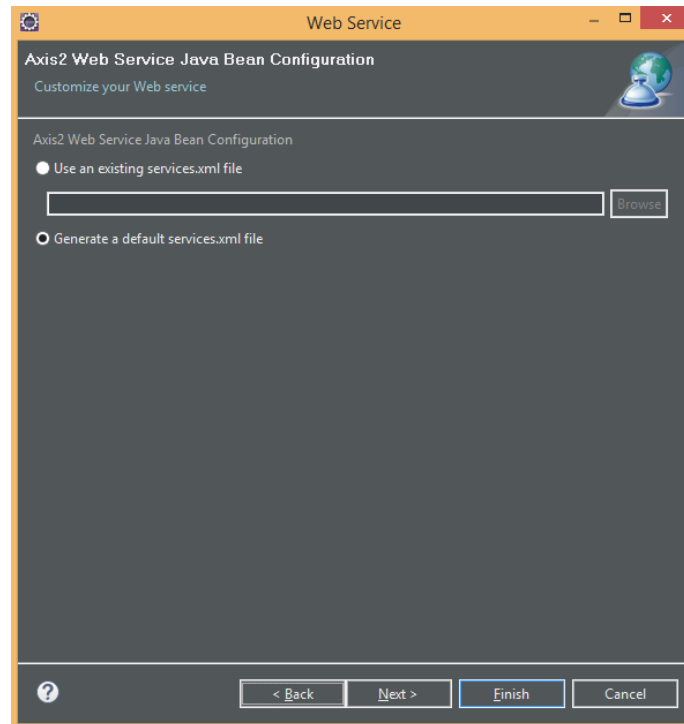 Web Service
Axis2 Web Service Java Bean Configuration
Customize your Web service
Axis2 Web Service Java Bean Configuration
Use an existing services.xml file
Browse
Generate a default services.xml file
? < Back Next > Finish Cancel